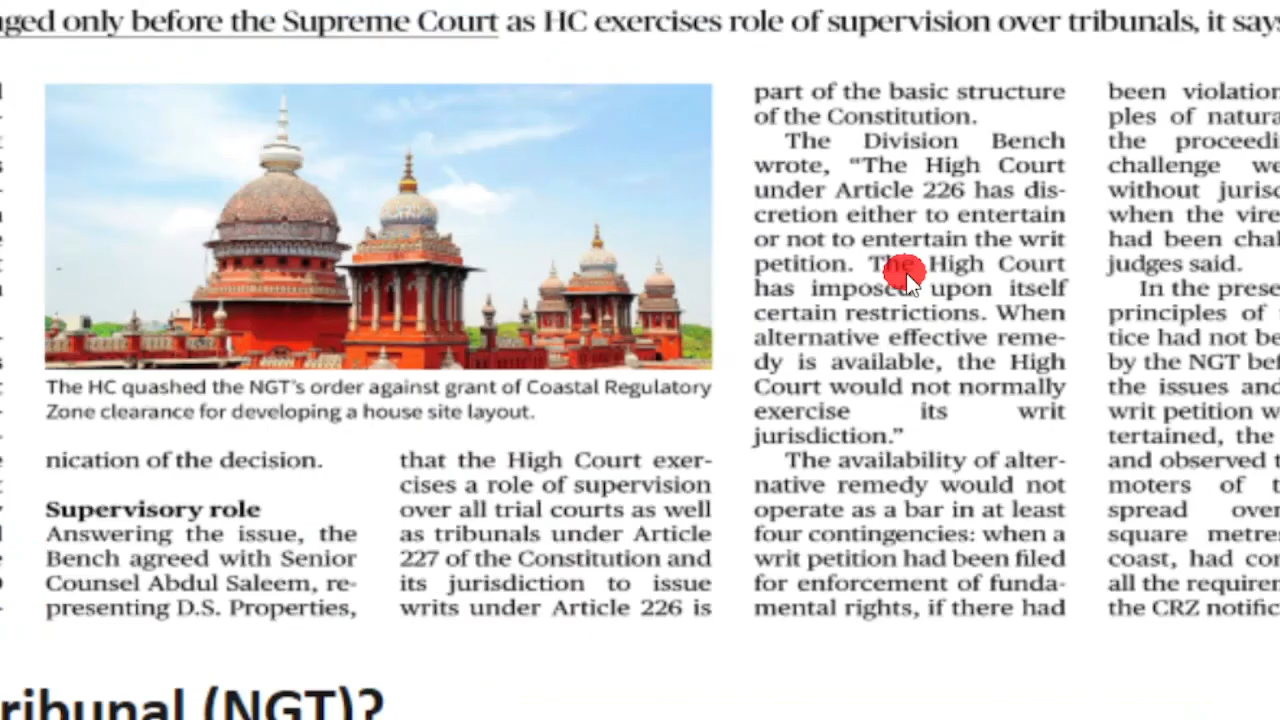 ged only before the Supreme Court as HC exercises role of supervision over tribunals, it says
The HC quashed the NGT's order against grant of Coastal Regulatory
Zone clearance for developing a house site layout.
nication of the decision.
Supervisory role
Answering the issue, the
Bench agreed with Senior
Counsel Abdul Saleem, re-
presenting D.S. Properties,
that the High Court exer-
cises a role of supervision
over all trial courts as well
as tribunals under Article
227 of the Constitution and
its jurisdiction to issue
writs under Article 226 is
part of the basic structure
of the Constitution.
The Division Bench
wrote, “The High Court
under Article 226 has dis-
cretion either to entertain
or not to entertain the writ
petition. The High Court
has imposed upon itself
certain restrictions. When
alternative effective reme-
dy is available, the High
Court would not normally
exercise its writ
jurisdiction.”
The availability of alter-
native remedy would not
operate as a bar in at least
four contingencies: when a
writ petition had been filed
for enforcement of funda-
mental rights, if there had
been violation
ples of natura
the proceedi
challenge we
without jurisd
when the vire
had been chal
judges said.
In the prese
principles of
tice had not be
by the NGT bef
the issues and
writ petition w
tertained, the
and observed t
moters of t
spread over
square metre
coast, had con
all the requirem
the CRZ notific
ribunal (NGT)?